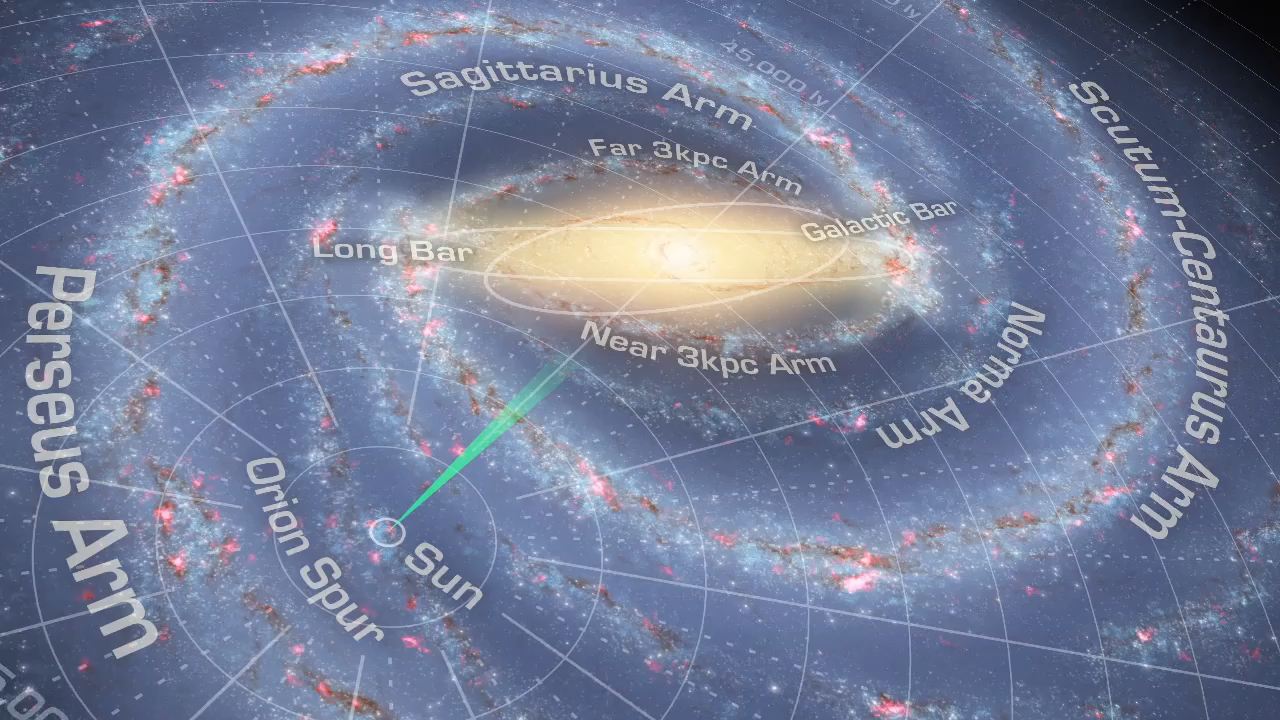 45,000 ly
Sagittarius Arm
Far 3kpc Arm
Scutum-Centaurus Arm
Galactic Bar
Long Bar
Perseus Arm
Near 3kpc Arm
Norma Arm
Orion Spur
Sun